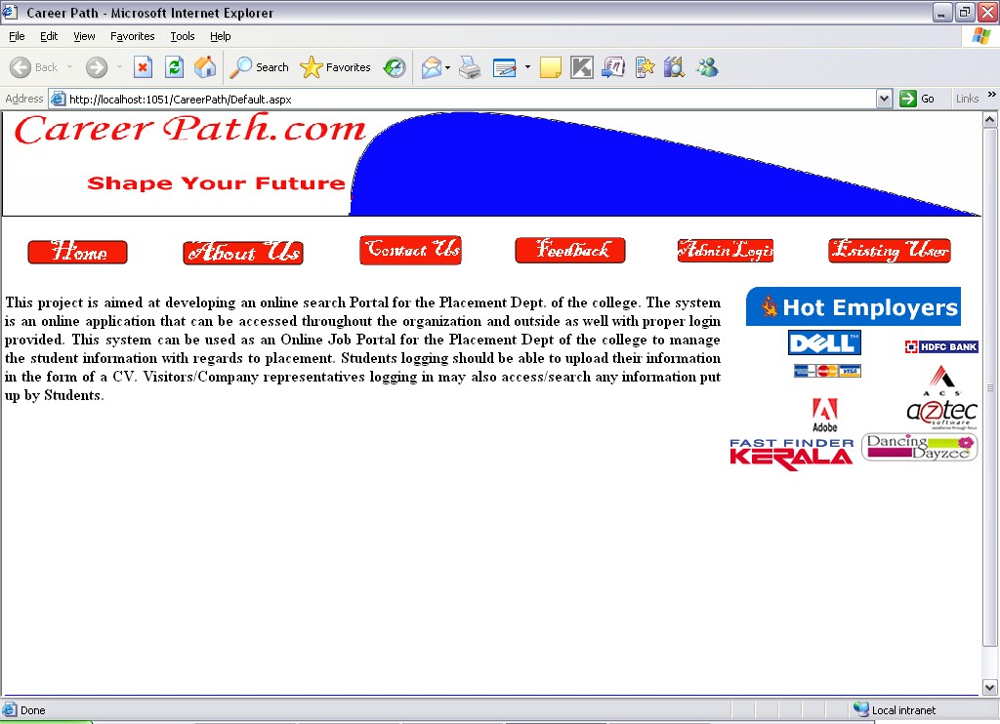 Career Path - Microsoft Internet Explorer
File Edit View Favorites Tools Help
Back Search Favorites
Address http://localhost:1051/CareerPath/Default.aspx Go Links »
Career Path.com
Shape Your Future
Home About Us Contact Us Feedback Admin Login Existing User
This project is aimed at developing an online search Portal for the Placement Dept. of the college. The system
is an online application that can be accessed throughout the organization and outside as well with proper login
provided. This system can be used as an Online Job Portal for the Placement Dept of the college to manage
the student information with regards to placement. Students logging should be able to upload their information
in the form of a CV. Visitors/Company representatives logging in may also access/search any information put
up by Students.
Hot Employers
DELL™ HDFC BANK
VISA
ACS
aztec
software
Adobe
FAST FINDER
KERALA
Dancing
Dayzee
Done Local intranet